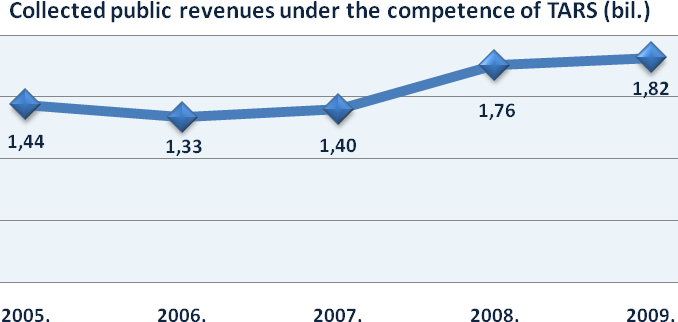 Collected public revenues under the competence of TARS (bil.)
1,44
1,33
1,40
1,76
1,82
2005. 2006. 2007. 2008. 2009.